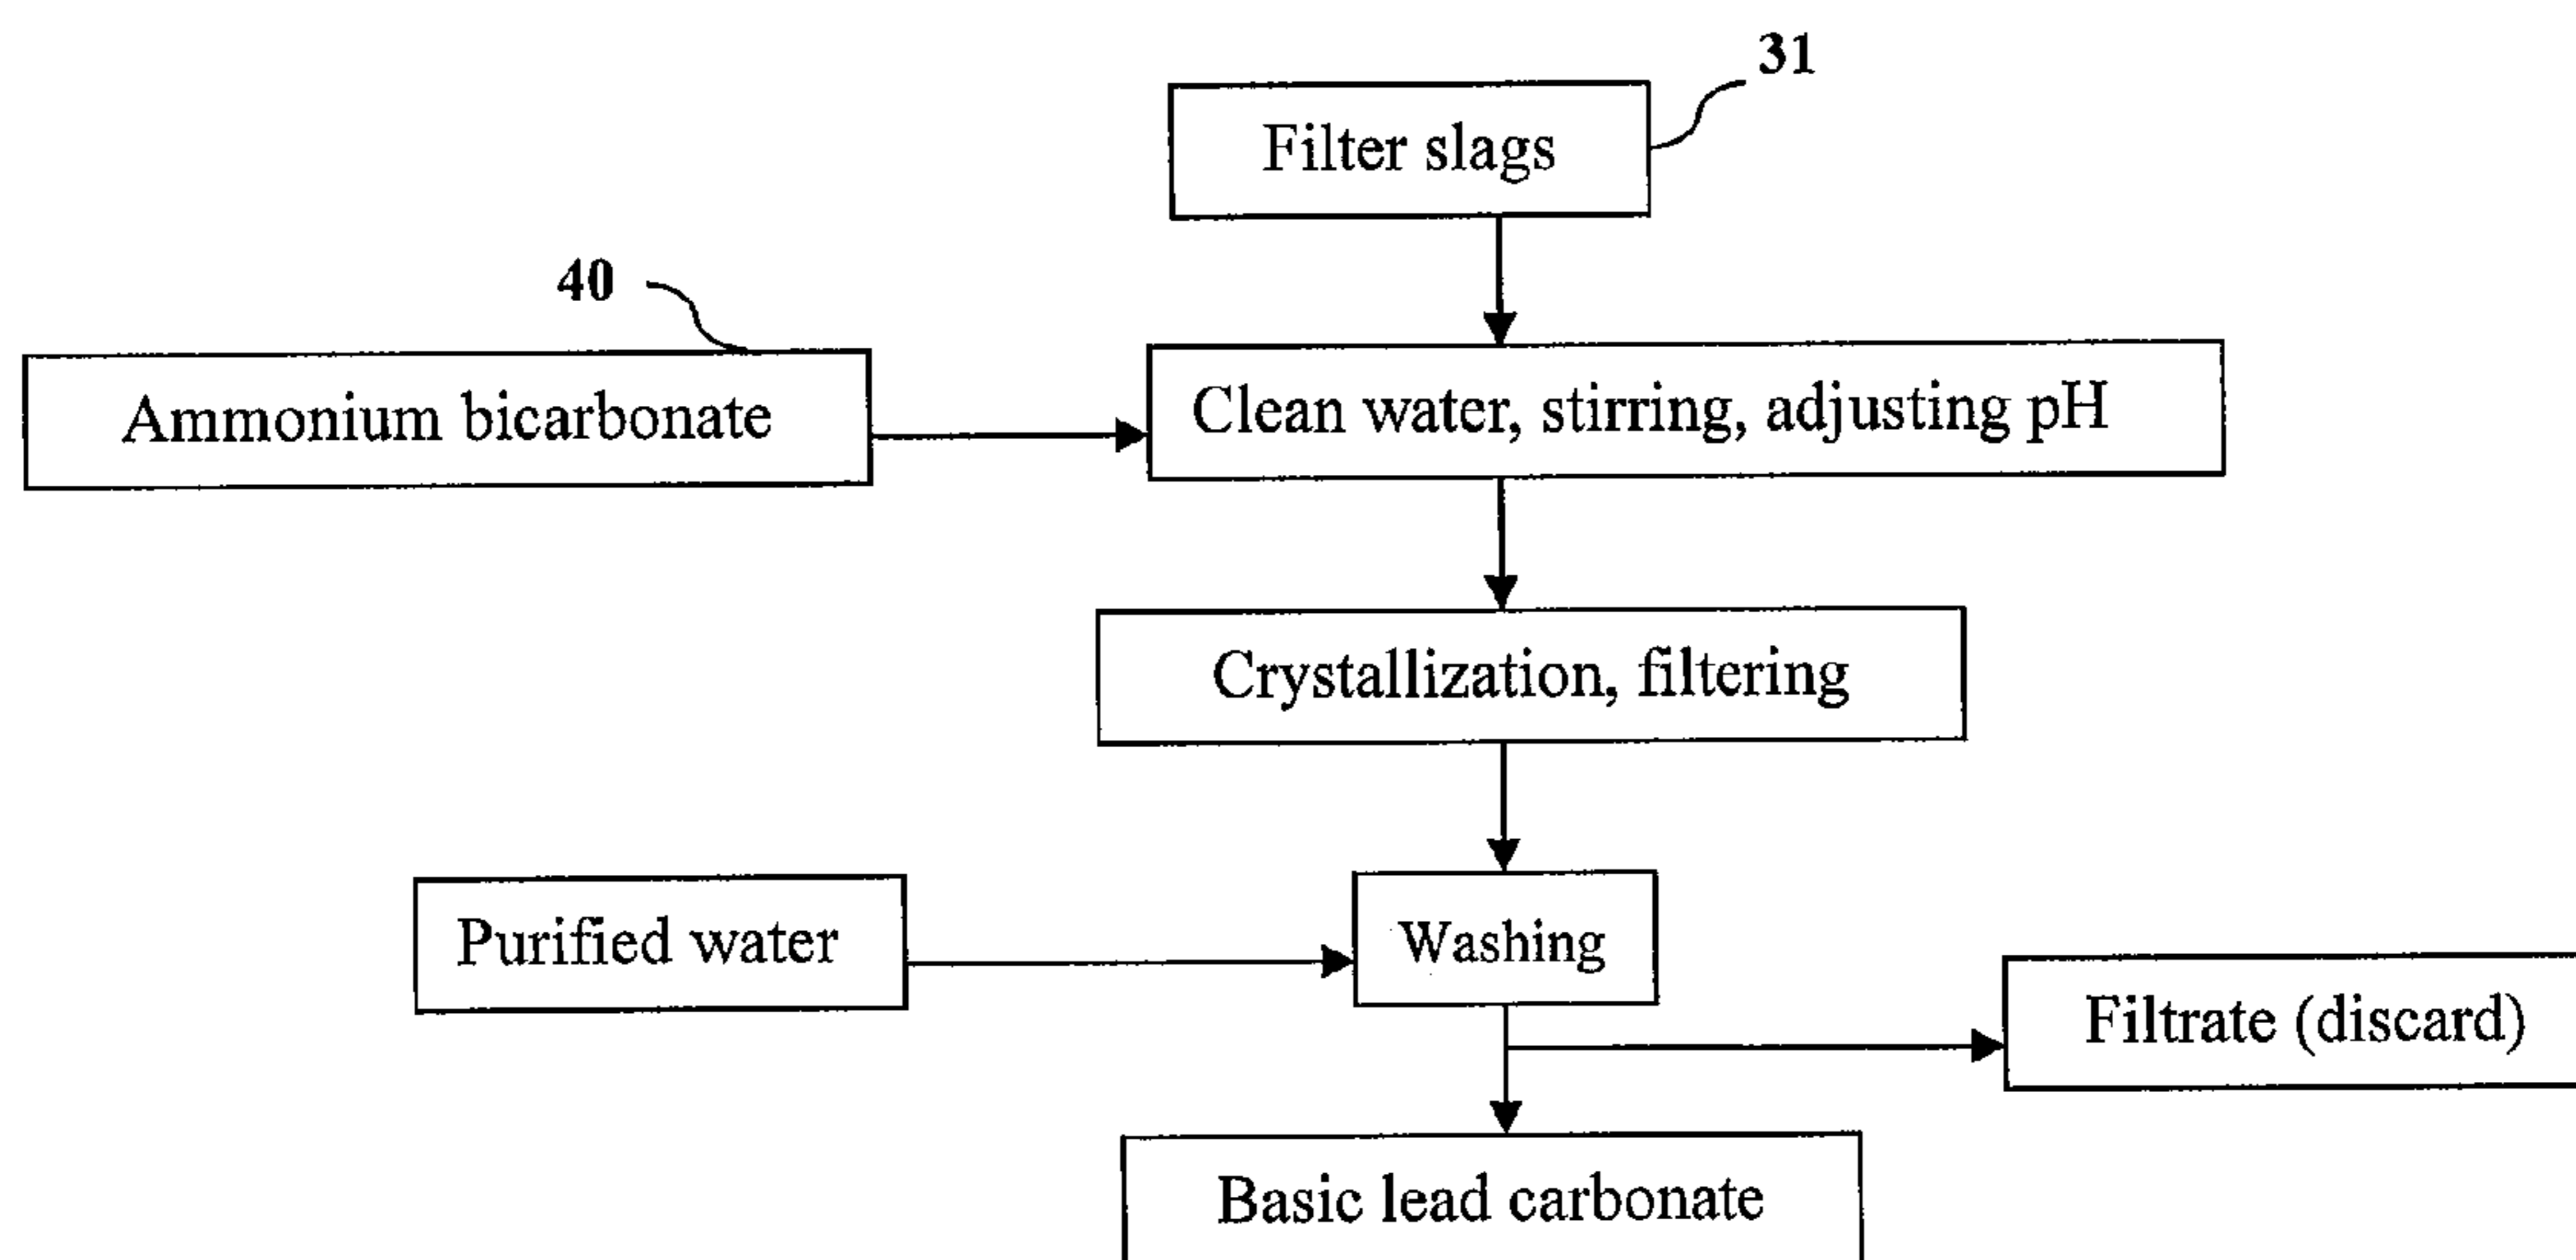 31
Filter slags
40
Ammonium bicarbonate
Clean water, stirring, adjusting pH
Crystallization, filtering
Purified water
Washing
Filtrate (discard)
Basic lead carbonate